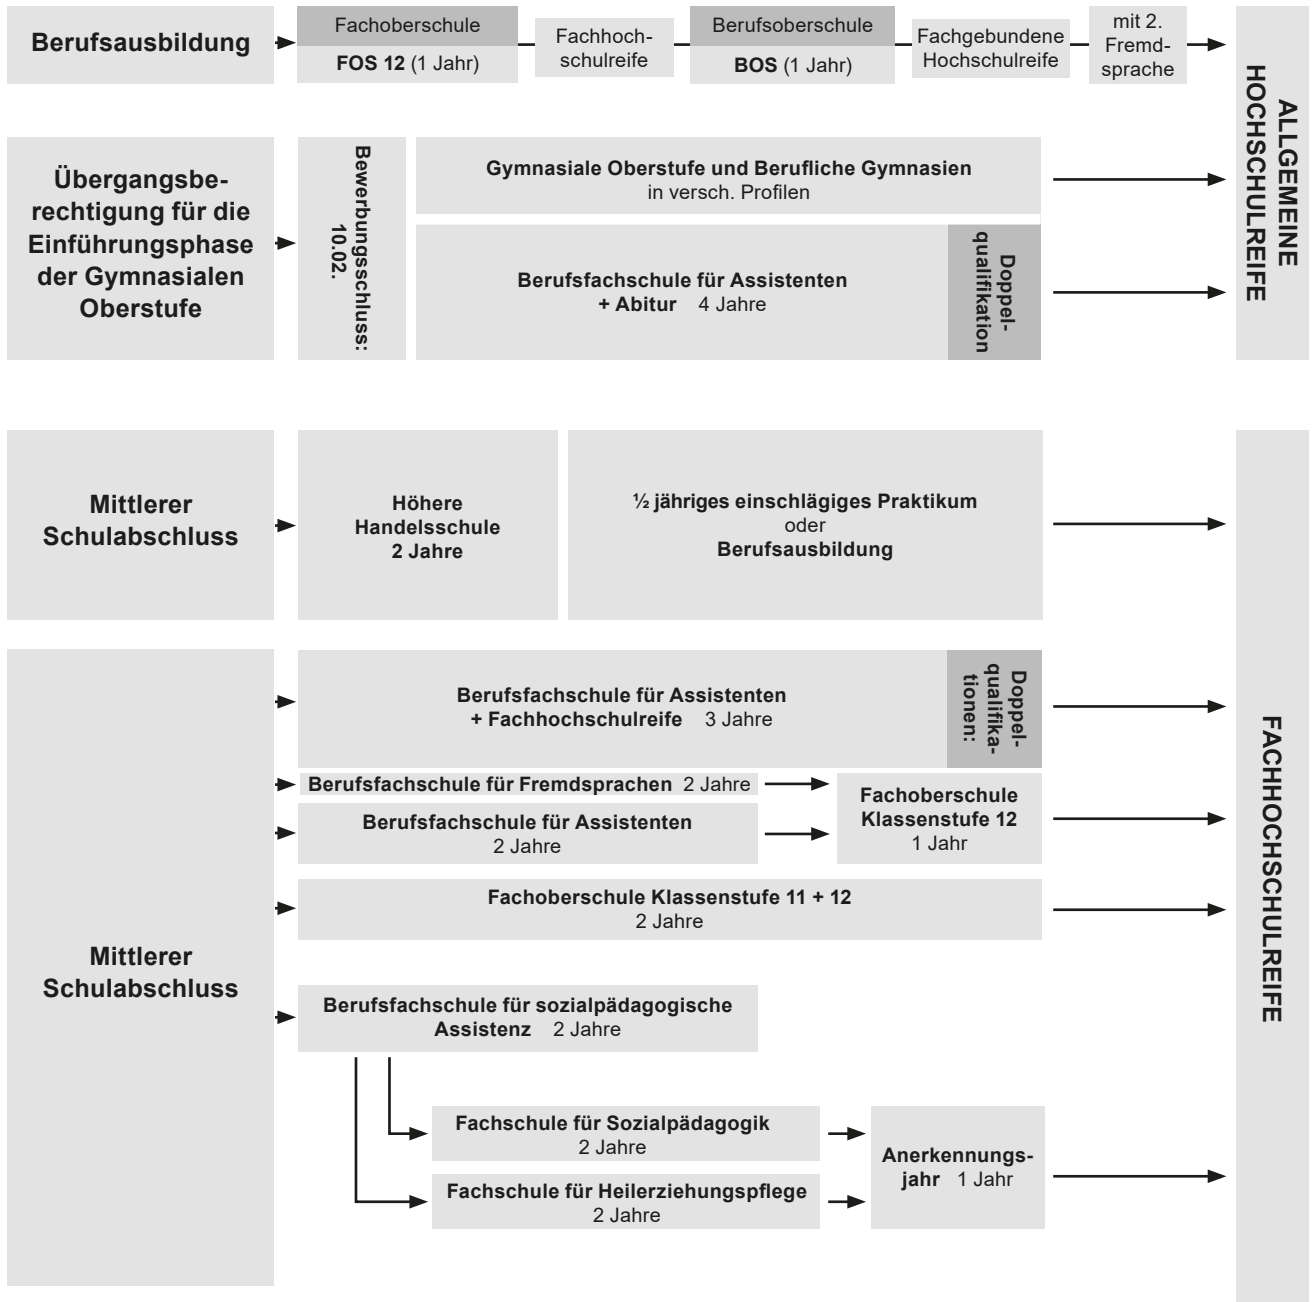 Berufsausbildung
Fachoberschule
FOS 12 (1 Jahr)
Fachhoch-
schulreife
Berufsoberschule
BOS (1 Jahr)
Fachgebundene
Hochschulreife
mit 2.
Fremd-
sprache
ALLGEMEINE
HOCHSCHULREIFE
Übergangsbe-
rechtigung für die
Einführungsphase
der Gymnasialen
Oberstufe
Bewerbungsschluss:
10.02.
Gymnasiale Oberstufe und Berufliche Gymnasien
in versch. Profilen
Berufsfachschule für Assistenten
+ Abitur 4 Jahre
Doppel-
qualifikation
Mittlerer
Schulabschluss
Höhere
Handelsschule
2 Jahre
½ jähriges einschlägiges Praktikum
oder
Berufsausbildung
FACHHOCHSCHULREIFE
Mittlerer
Schulabschluss
Berufsfachschule für Assistenten
+ Fachhochschulreife 3 Jahre
Doppel-
qualifika-
tionen:
Berufsfachschule für Fremdsprachen 2 Jahre
Berufsfachschule für Assistenten
2 Jahre
Fachoberschule
Klassenstufe 12
1 Jahr
Fachoberschule Klassenstufe 11 + 12
2 Jahre
Berufsfachschule für sozialpädagogische
Assistenz 2 Jahre
Fachschule für Sozialpädagogik
2 Jahre
Fachschule für Heilerziehungspflege
2 Jahre
Anerkennungs-
jahr 1 Jahr